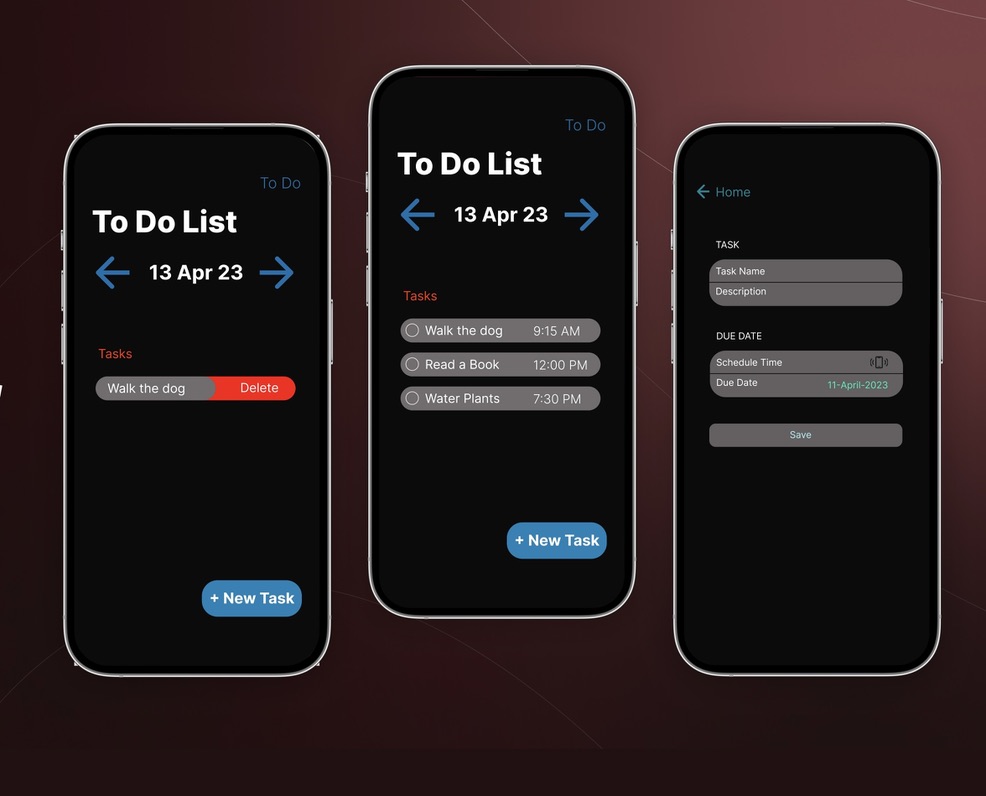 To Do
To Do List
13 Apr 23
Tasks
Walk the dog Delete
+ New Task
To Do
To Do List
13 Apr 23
Tasks
Walk the dog 9:15 AM
Read a Book 12:00 PM
Water Plants 7:30 PM
+ New Task
Home
TASK
Task Name
Description
DUE DATE
Schedule Time
Due Date 11-April-2023
Save